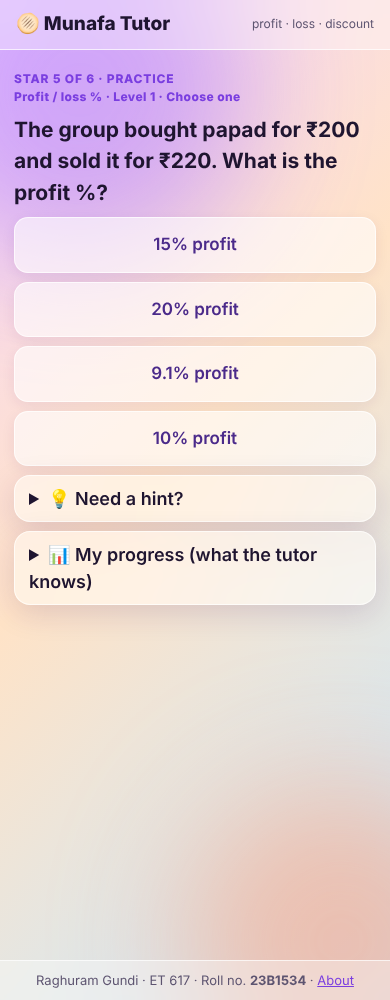 Munafa Tutor
profit · loss · discount
STAR 5 OF 6 · PRACTICE
Profit / loss % · Level 1 · Choose one
The group bought papad for ₹200
and sold it for ₹220. What is the
profit %?
15% profit
20% profit
9.1% profit
10% profit
Need a hint?
My progress (what the tutor
knows)
Raghuram Gundi · ET 617 · Roll no. 23B1534 · About